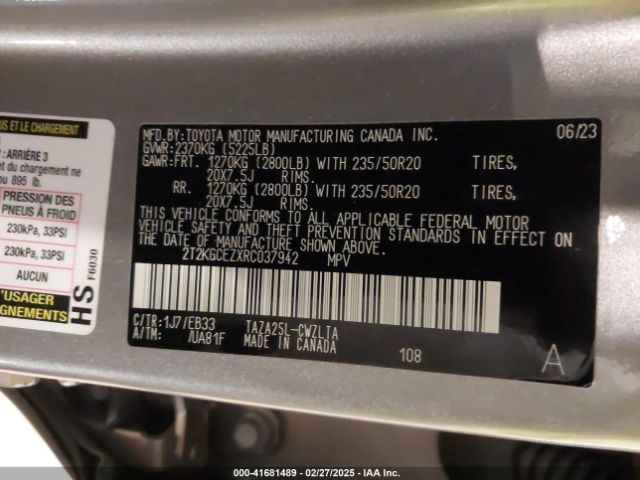 US ET LE CHARGEMENT
: ARRIÈRE 3
et du chargement ne
ou 895 lb.
PRESSION DES
PNEUS À FROID
230kPa, 33PSI
230kPa, 33PSI
AUCUN
L'USAGER
IGNEMENTS
HS
F6030
MFD.BY:TOYOTA MOTOR MANUFACTURING CANADA INC. 06/23
GVWR:2370KG (5225LB)
GAWR:FRT. 1270KG (2800LB) WITH 235/50R20 TIRES,
20X7.5J RIMS.
RR. 1270KG (2800LB) WITH 235/50R20 TIRES,
20X7.5J RIMS.
THIS VEHICLE CONFORMS TO ALL APPLICABLE FEDERAL MOTOR
VEHICLE SAFETY AND THEFT PREVENTION STANDARDS IN EFFECT ON
THE DATE OF MANUFACTURE SHOWN ABOVE.
2T2KGCEZXRC037942 MPV
C/TR:1J7/EB33 TAZA25L-CWZLTA
A/TM: /UA81F MADE IN CANADA
108
A
000-41681489 - 02/27/2025 - IAA Inc.